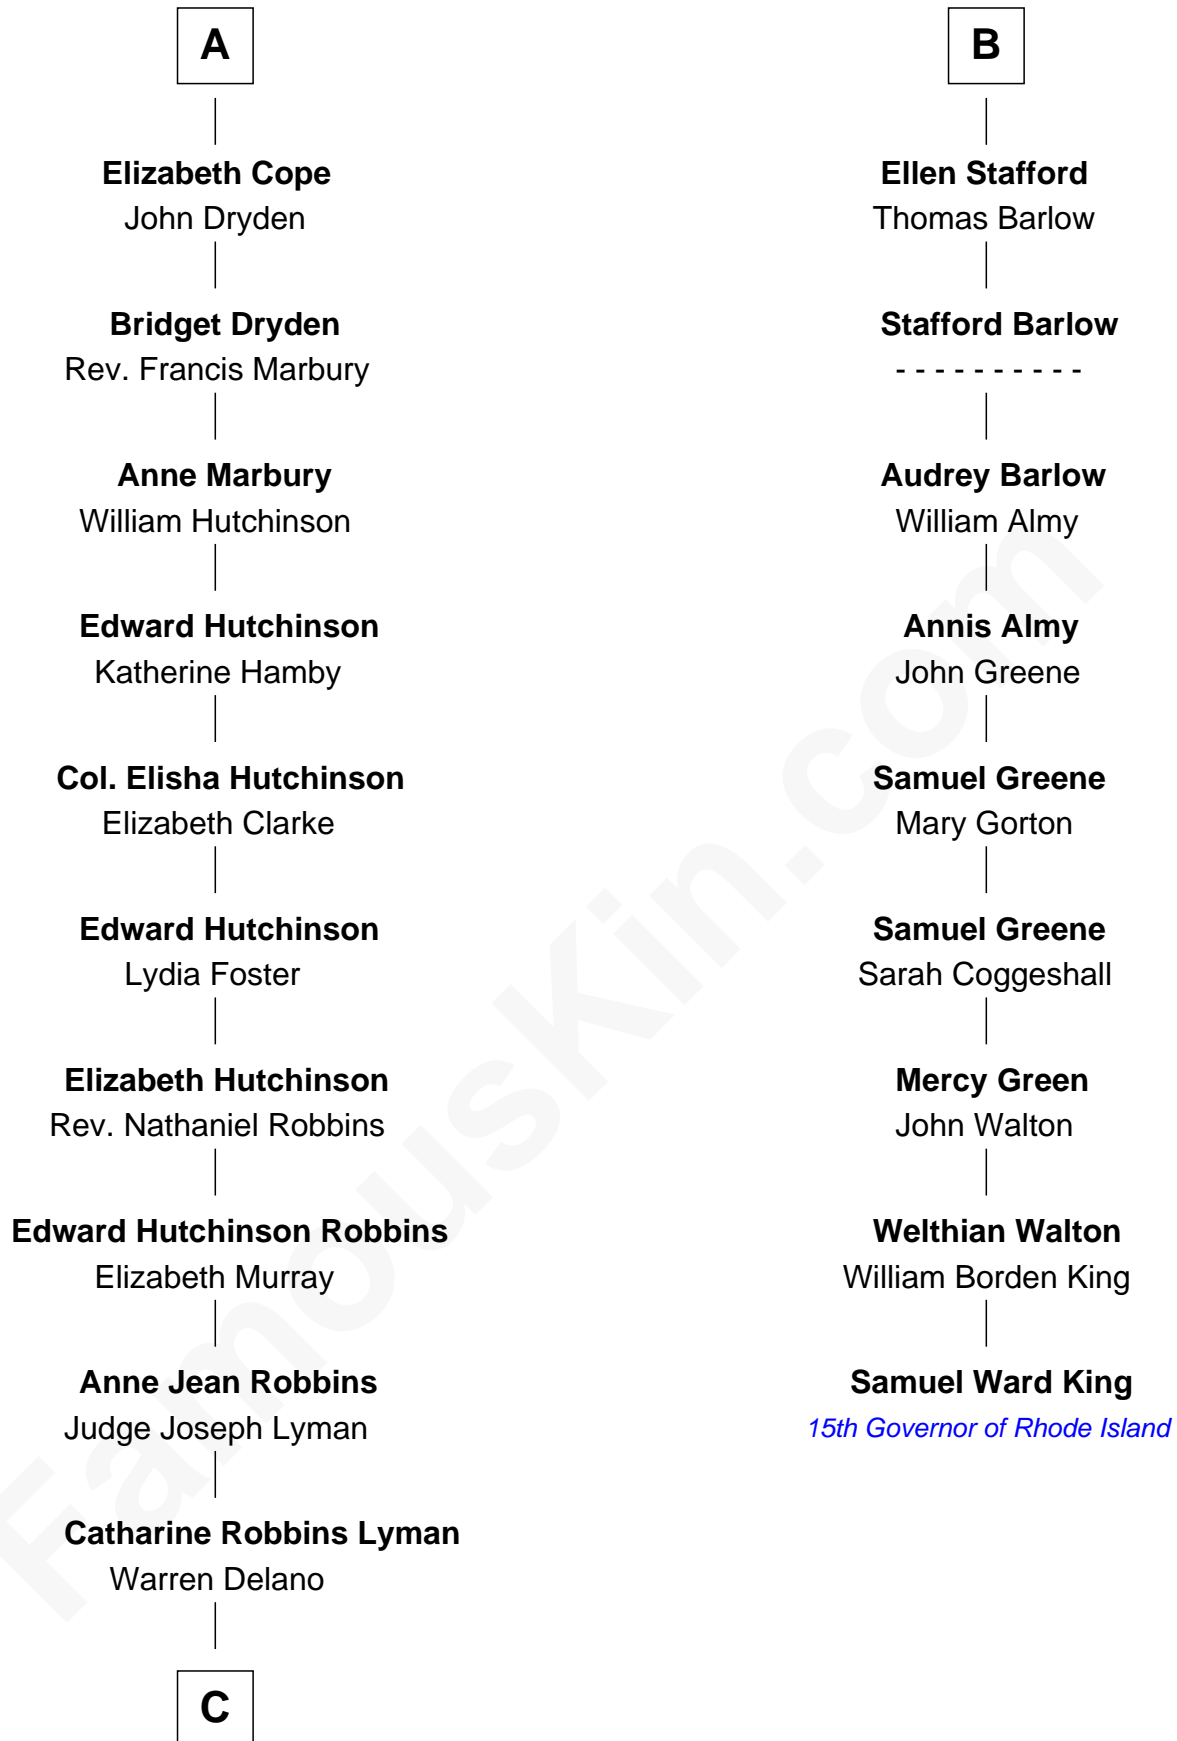 A
Elizabeth Cope
John Dryden
Bridget Dryden
Rev. Francis Marbury
Anne Marbury
William Hutchinson
Edward Hutchinson
Katherine Hamby
Col. Elisha Hutchinson
Elizabeth Clarke
Edward Hutchinson
Lydia Foster
Elizabeth Hutchinson
Rev. Nathaniel Robbins
Edward Hutchinson Robbins
Elizabeth Murray
Anne Jean Robbins
Judge Joseph Lyman
Catharine Robbins Lyman
Warren Delano
C
B
Ellen Stafford
Thomas Barlow
Stafford Barlow
- - - - - - - - - -
Audrey Barlow
William Almy
Annis Almy
John Greene
Samuel Greene
Mary Gorton
Samuel Greene
Sarah Coggeshall
Mercy Green
John Walton
Welthian Walton
William Borden King
Samuel Ward King
15th Governor of Rhode Island
FamousKin.com